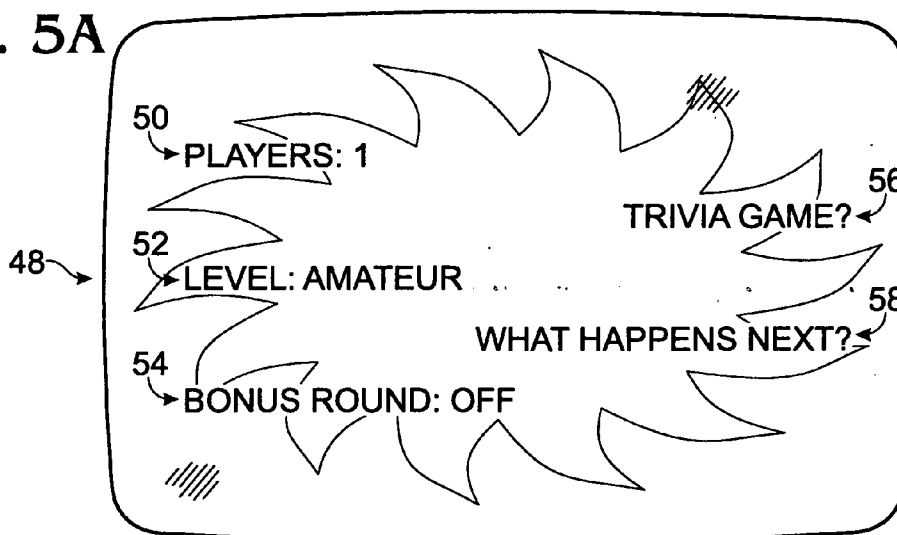 . 5A
50
PLAYERS: 1
56
TRIVIA GAME?
52
48
LEVEL: AMATEUR
58
WHAT HAPPENS NEXT?
54
BONUS ROUND: OFF